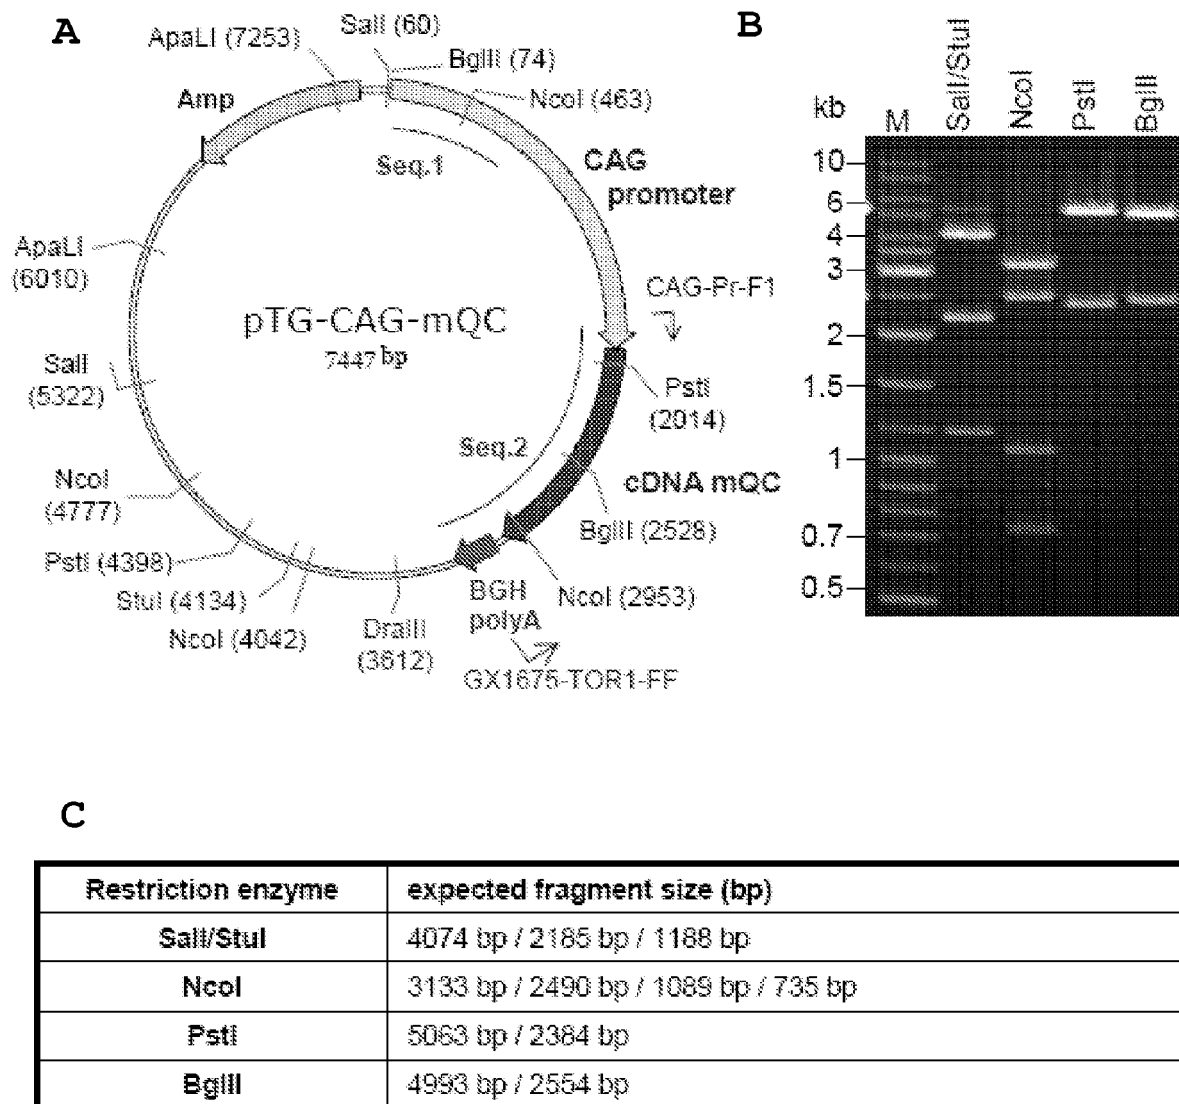 A
ApaLI (7253)
SalI (60)
BglII (74)
NcoI (463)
Amp
Seq.1
CAG
promoter
ApaLI
(6010)
CAG-Pr-F1
pTG-CAG-mQC
7447 bp
SalI
(5322)
PstI
(2014)
Seq.2
cDNA mQC
NcoI
(4777)
BglII (2528)
PstI (4398)
StuI (4134)
NcoI (4042)
DraIII
(3612)
BGH
polyA
NcoI (2953)
GX1675-TOR1-FF
B
kb
M
SalI/StuI
NcoI
PstI
BglII
10
6
4
3
2
1.5
1
0.7
0.5
C
Restriction enzyme expected fragment size (bp)
SalI/StuI 4074 bp / 2185 bp / 1188 bp
NcoI 3133 bp / 2490 bp / 1089 bp / 735 bp
PstI 5063 bp / 2384 bp
BglII 4993 bp / 2554 bp